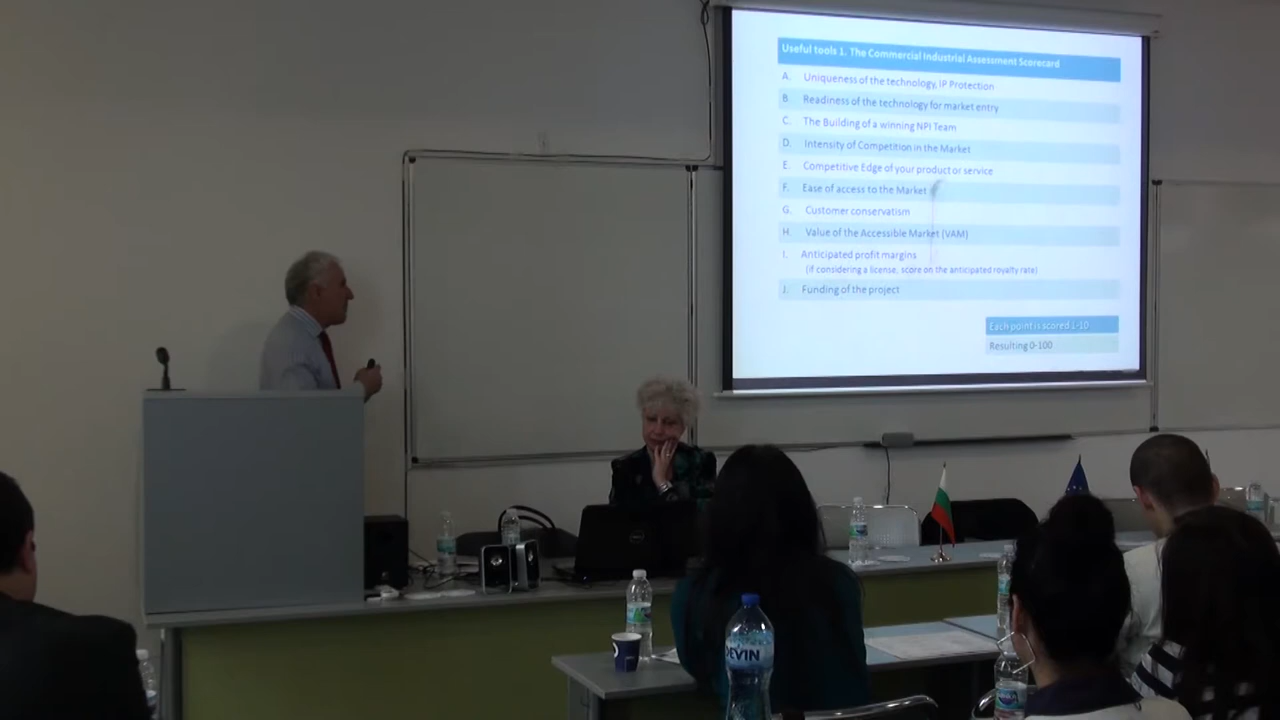 Useful tools 1. The Commercial Industrial Assessment Scorecard
A. Uniqueness of the technology, IP Protection
B. Readiness of the technology for market entry
C. The Building of a winning NPI Team
D. Intensity of Competition in the Market
E. Competitive Edge of your product or service
F. Ease of access to the Market
G. Customer conservatism
H. Value of the Accessible Market (VAM)
I. Anticipated profit margins
(if considering a license, score on the anticipated royalty rate)
J. Funding of the project
Each point is scored 1-10
Resulting 0-100
DEVIN